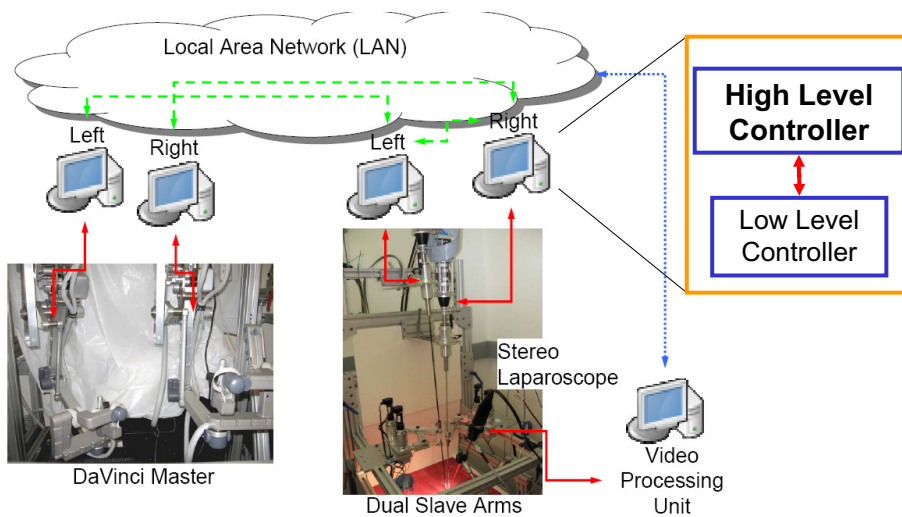 Local Area Network (LAN)
Left
Right
Left
Right
High Level
Controller
Low Level
Controller
Stereo
Laparoscope
DaVinci Master
Dual Slave Arms
Video
Processing
Unit